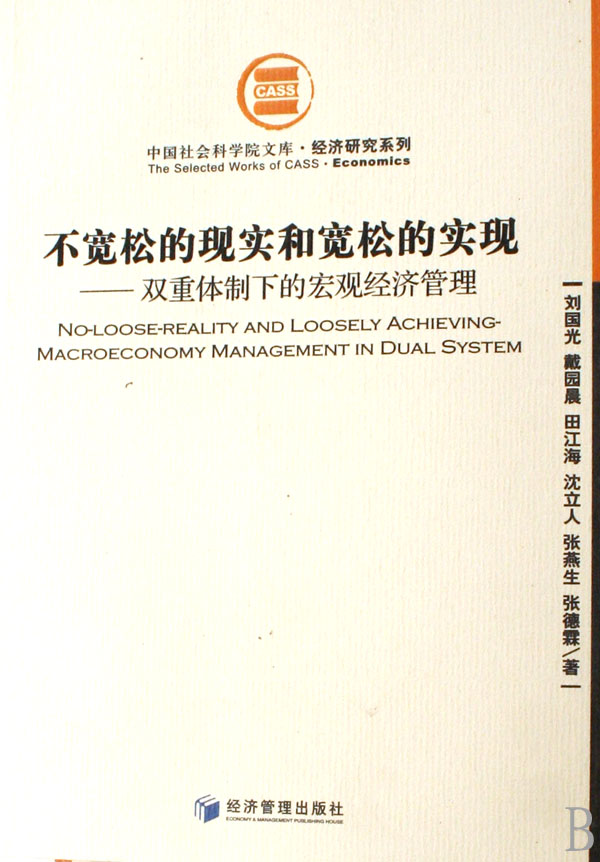 CASS
中国社会科学院文库·经济研究系列
The Selected Works of CASS·Economics
不宽松的现实和宽松的实现
——双重体制下的宏观经济管理
NO-LOOSE-REALITY AND LOOSELY ACHIEVING-
MACROECONOMY MANAGEMENT IN DUAL SYSTEM
刘国光 戴园晨 田江海 沈立人 张燕生 张德霖/著
经济管理出版社
ECONOMY & MANAGEMENT PUBLISHING HOUSE
B